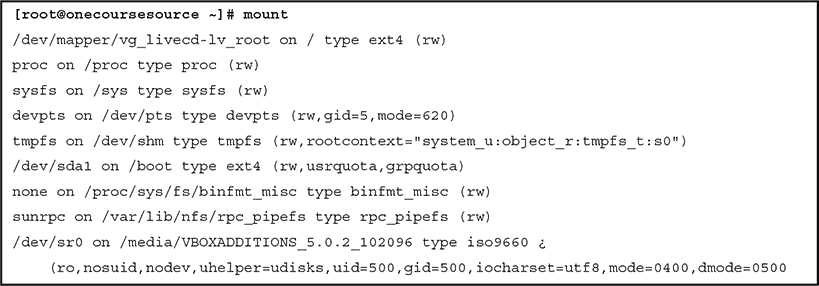 [root@onecoursesource ~]# mount
/dev/mapper/vg_livecd-lv_root on / type ext4 (rw)
proc on /proc type proc (rw)
sysfs on /sys type sysfs (rw)
devpts on /dev/pts type devpts (rw,gid=5,mode=620)
tmpfs on /dev/shm type tmpfs (rw,rootcontext="system_u:object_r:tmpfs_t:s0")
/dev/sda1 on /boot type ext4 (rw,usrquota,grpquota)
none on /proc/sys/fs/binfmt_misc type binfmt_misc (rw)
sunrpc on /var/lib/nfs/rpc_pipefs type rpc_pipefs (rw)
/dev/sr0 on /media/VBOXADDITIONS_5.0.2_102096 type iso9660 ¿
(ro,nosuid,nodev,uhelper=udisks,uid=500,gid=500,iocharset=utf8,mode=0400,dmode=0500